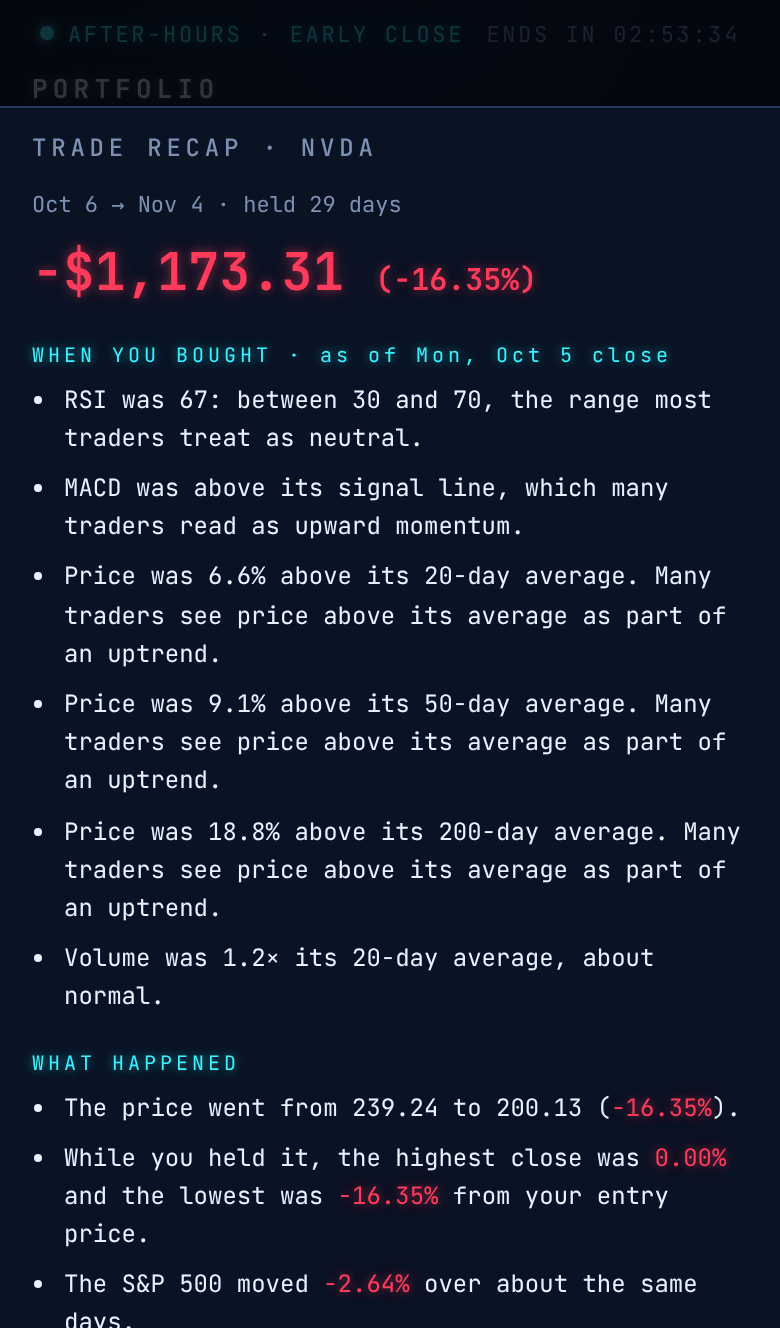 AFTER-HOURS · EARLY CLOSE ENDS IN 02:53:34
PORTFOLIO
TRADE RECAP · NVDA
Oct 6 → Nov 4 · held 29 days
-$1,173.31 (-16.35%)
WHEN YOU BOUGHT · as of Mon, Oct 5 close
• RSI was 67: between 30 and 70, the range most
traders treat as neutral.
• MACD was above its signal line, which many
traders read as upward momentum.
• Price was 6.6% above its 20-day average. Many
traders see price above its average as part of
an uptrend.
• Price was 9.1% above its 50-day average. Many
traders see price above its average as part of
an uptrend.
• Price was 18.8% above its 200-day average. Many
traders see price above its average as part of
an uptrend.
• Volume was 1.2× its 20-day average, about
normal.
WHAT HAPPENED
• The price went from 239.24 to 200.13 (-16.35%).
• While you held it, the highest close was 0.00%
and the lowest was -16.35% from your entry
price.
• The S&P 500 moved -2.64% over about the same
days.